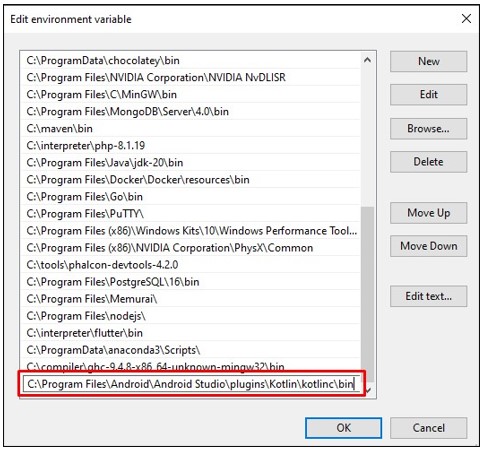 Edit environment variable
C:\ProgramData\chocolatey\bin
C:\Program Files\NVIDIA Corporation\NVIDIA NvDLISR
C:\Program Files\C\MinGW\bin
C:\Program Files\MongoDB\Server\4.0\bin
C:\maven\bin
C:\interpreter\php-8.1.19
C:\Program Files\Java\jdk-20\bin
C:\Program Files\Docker\Docker\resources\bin
C:\Program Files\Go\bin
C:\Program Files\PuTTY\
C:\Program Files (x86)\Windows Kits\10\Windows Performance Tool...
C:\Program Files (x86)\NVIDIA Corporation\PhysX\Common
C:\tools\phalcon-devtools-4.2.0
C:\Program Files\PostgreSQL\16\bin
C:\Program Files\Memurai\
C:\Program Files\nodejs\
C:\interpreter\flutter\bin
C:\ProgramData\anaconda3\Scripts\
C:\compiler\ghc-9.4.8-x86_64-unknown-mingw32\bin
C:\Program Files\Android\Android Studio\plugins\Kotlin\kotlinc\bin
New
Edit
Browse...
Delete
Move Up
Move Down
Edit text...
OK
Cancel